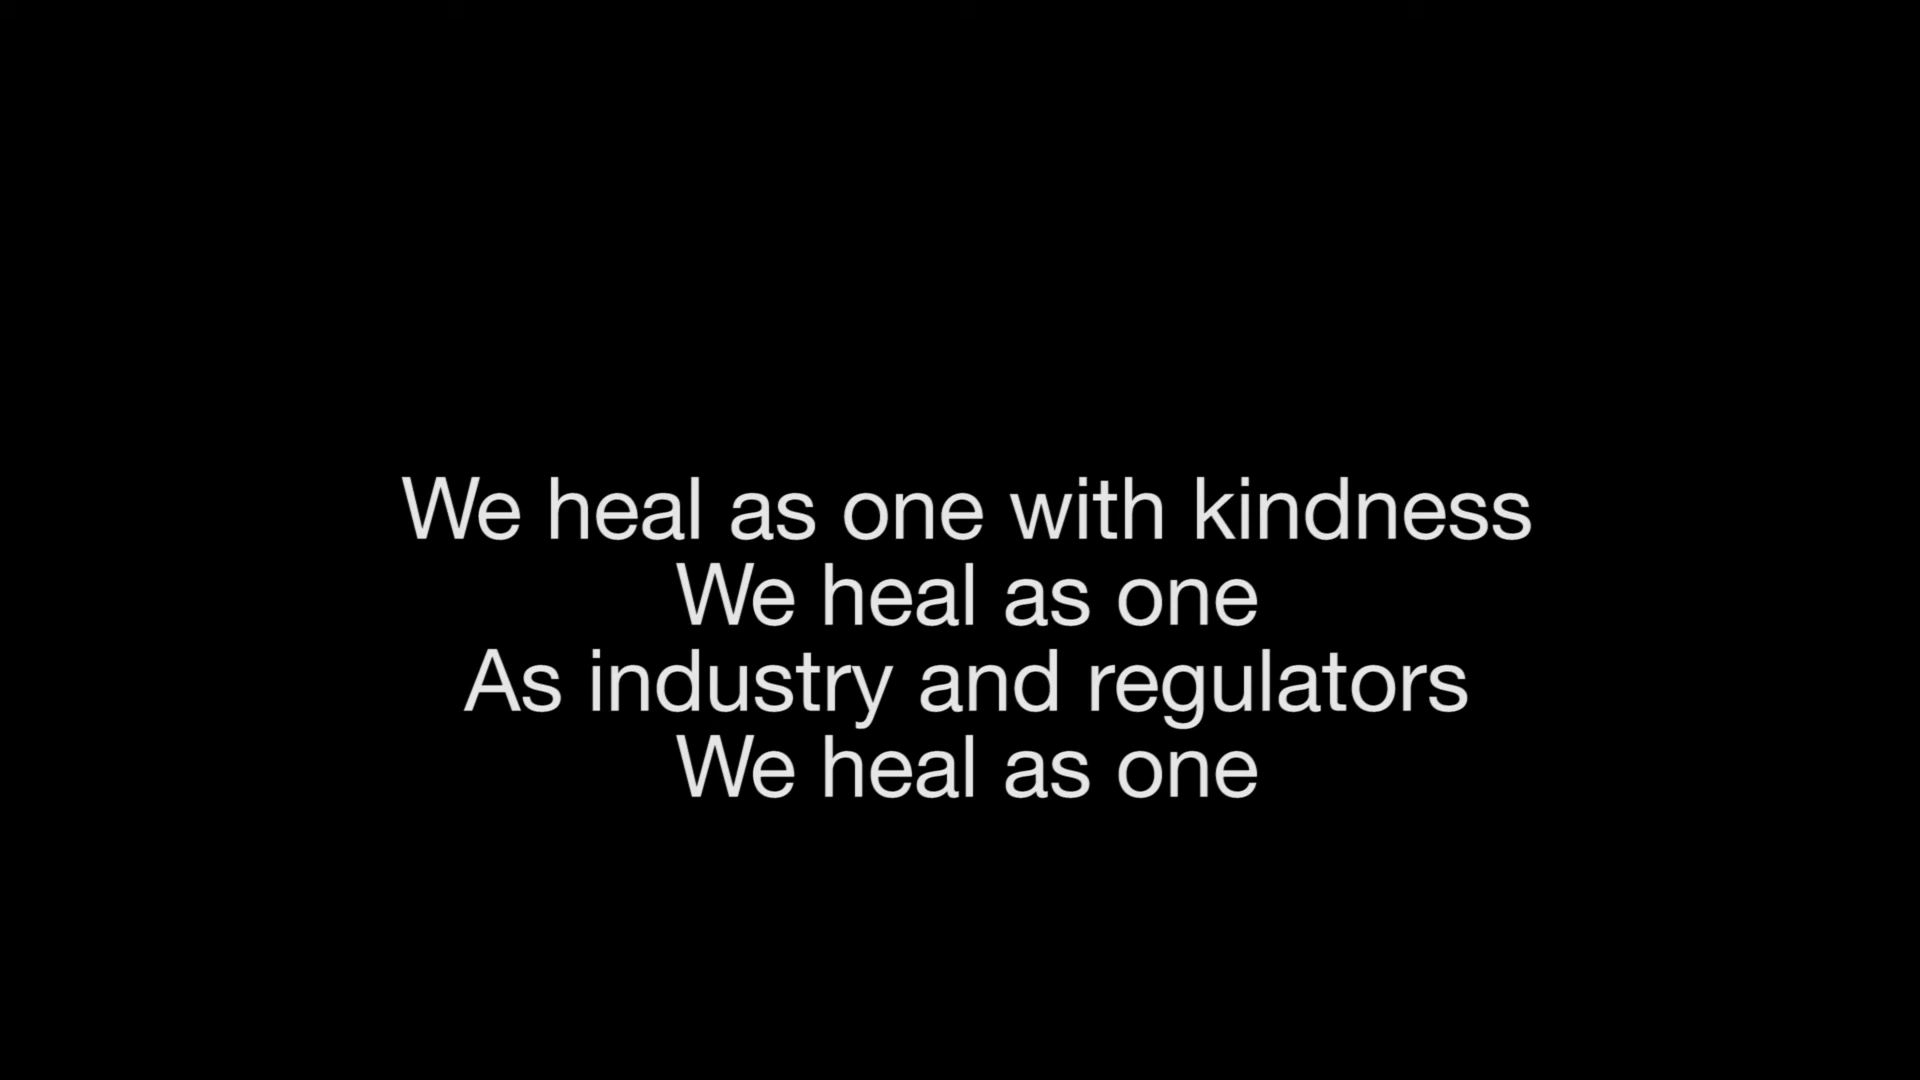 We heal as one with kindness
We heal as one
As industry and regulators
We heal as one